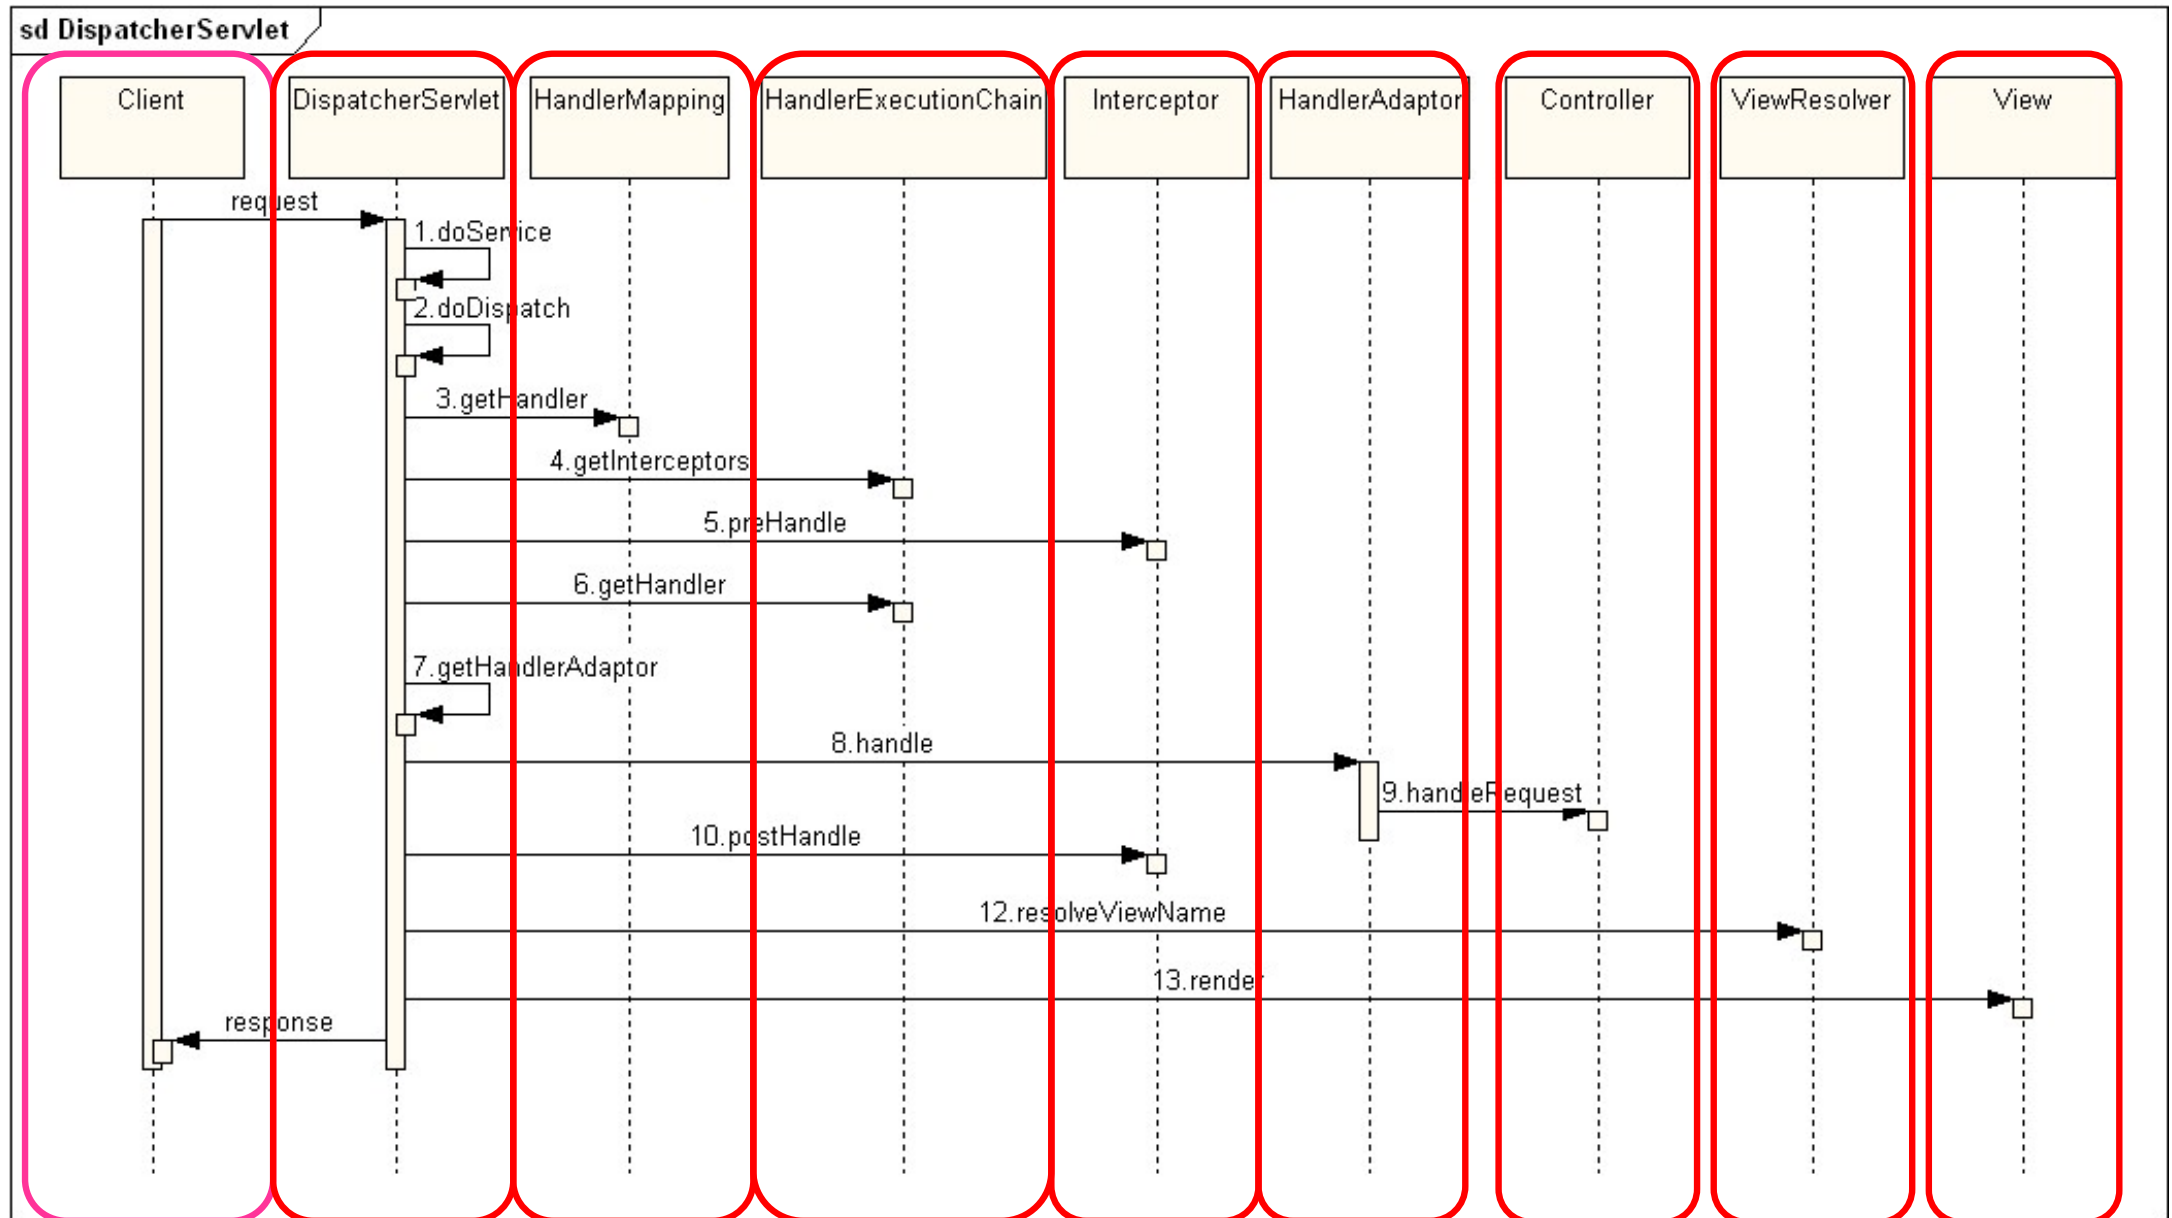 sd DispatcherServlet
Client
DispatcherServlet
HandlerMapping
HandlerExecutionChain
Interceptor
HandlerAdaptor
Controller
ViewResolver
View
request
1.doService
2.doDispatch
3.getHandler
4.getInterceptors
5.preHandle
6.getHandler
7.getHandlerAdaptor
8.handle
9.handleRequest
10.postHandle
12.resolveViewName
13.render
response